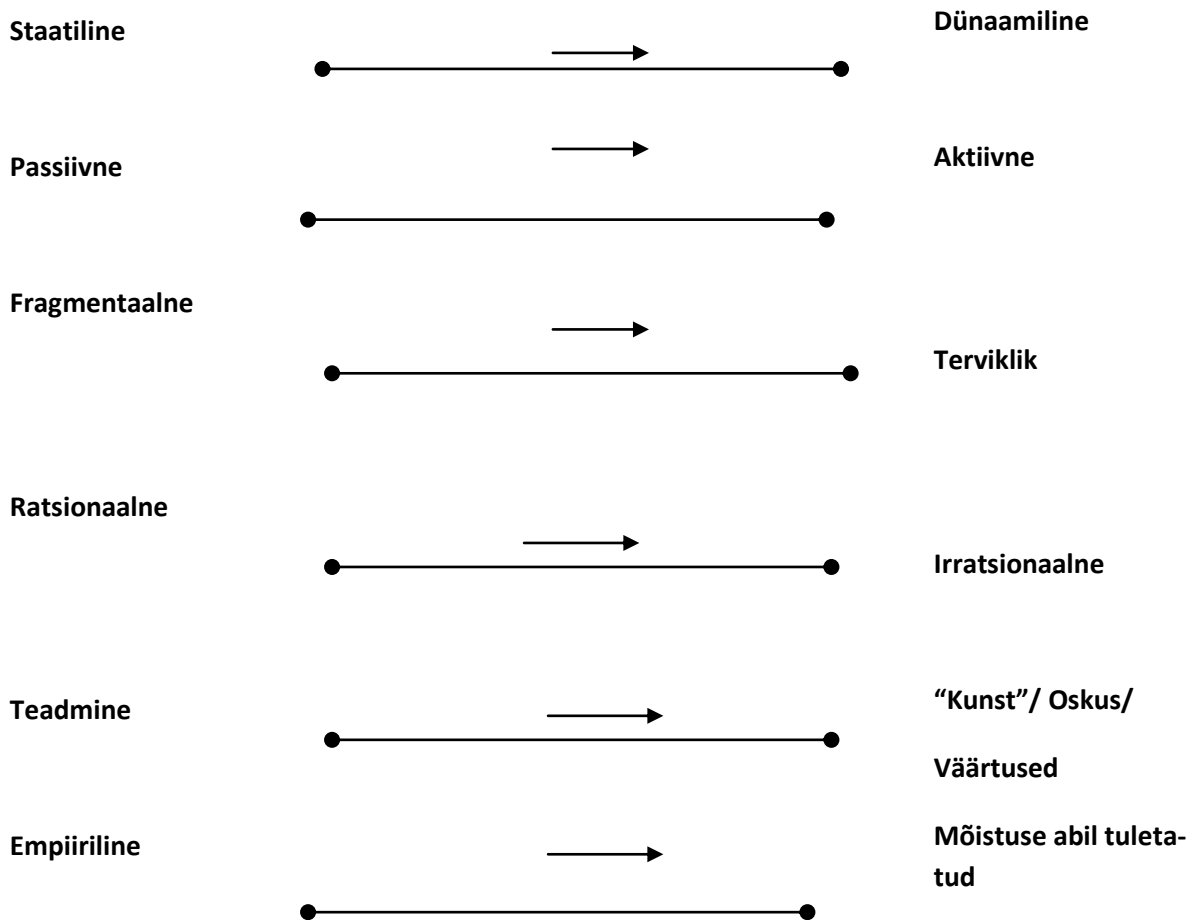 Staatiline
Dünaamiline
Passiivne
Aktiivne
Fragmentaalne
Terviklik
Ratsionaalne
Irratsionaalne
Teadmine
“Kunst”/ Oskus/
Väärtused
Empiiriline
Mõistuse abil tuleta-
tud